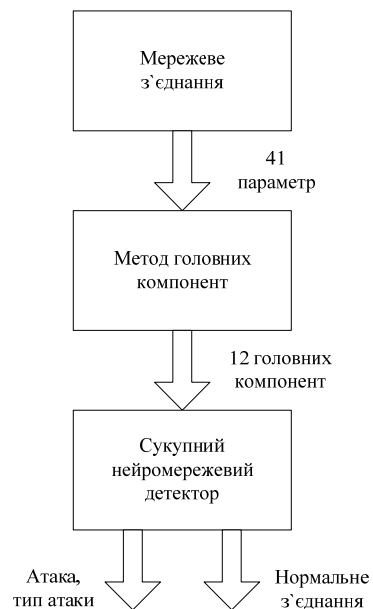 Мережеве
з`єднання
41
параметр
Метод головних
компонент
12 головних
компонент
Сукупний
нейромережевий
детектор
Атака,
тип атаки
Нормальне
з`єднання